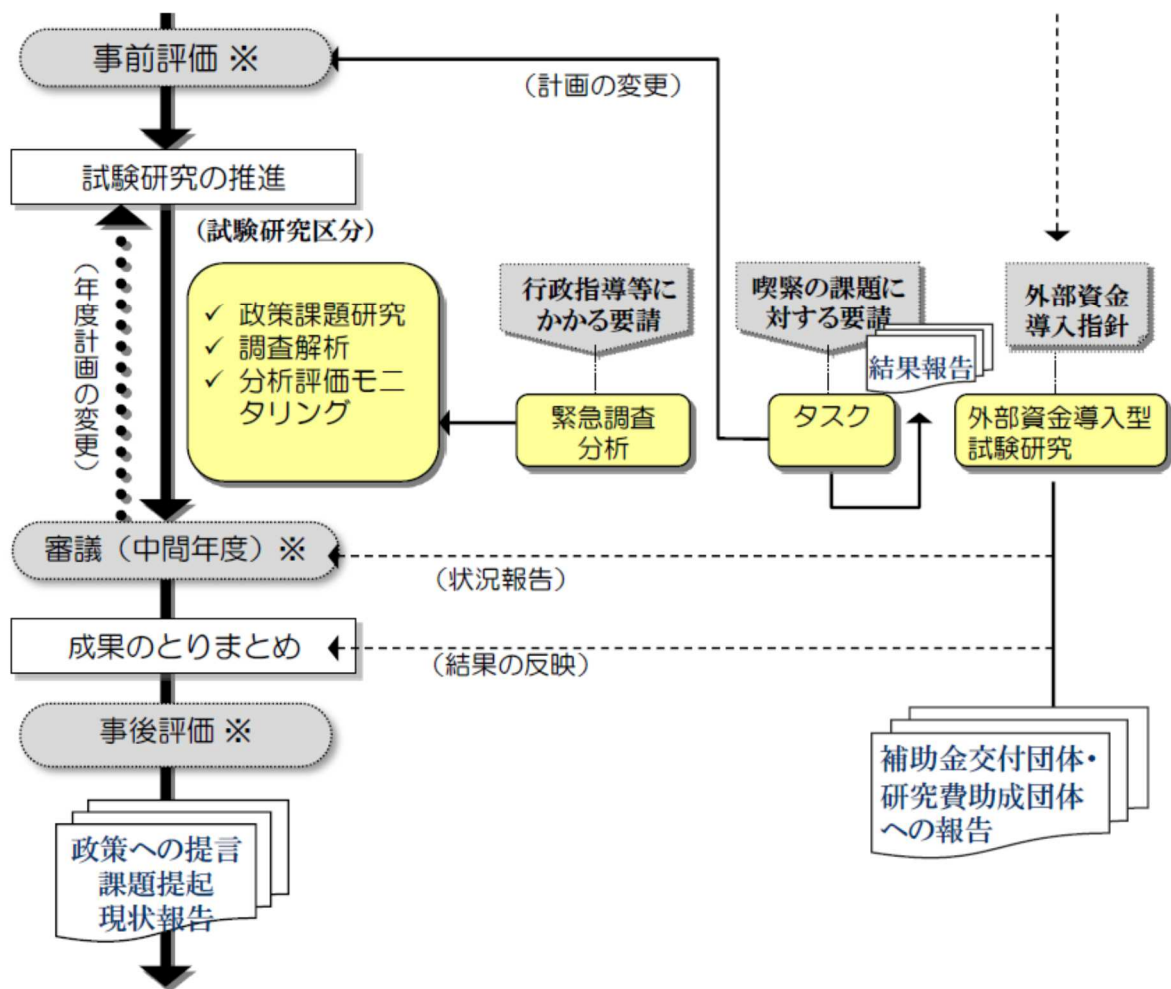 事前評価 ※
（計画の変更）
試験研究の推進
（試験研究区分）
（年度計画の変更）
✓ 政策課題研究
✓ 調査解析
✓ 分析評価モニ
タリング
行政指導等に
かかる要請
緊急調査
分析
喫緊の課題に
対する要請
結果報告
タスク
外部資金
導入指針
外部資金導入型
試験研究
審議（中間年度）※
（状況報告）
成果のとりまとめ
（結果の反映）
事後評価 ※
補助金交付団体・
研究費助成団体
への報告
政策への提言
課題提起
現状報告